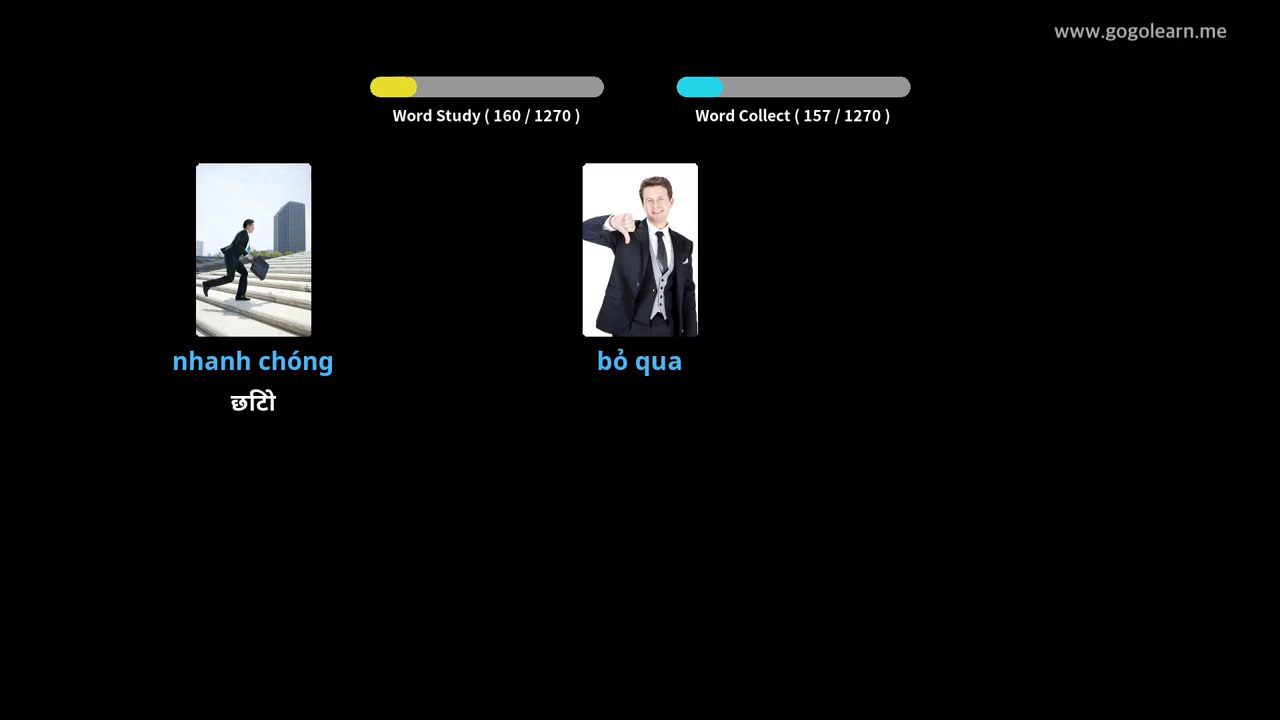 www.gogolearn.me
Word Study ( 160 / 1270 )
Word Collect ( 157 / 1270 )
nhanh chóng
bỏ qua
छिटो